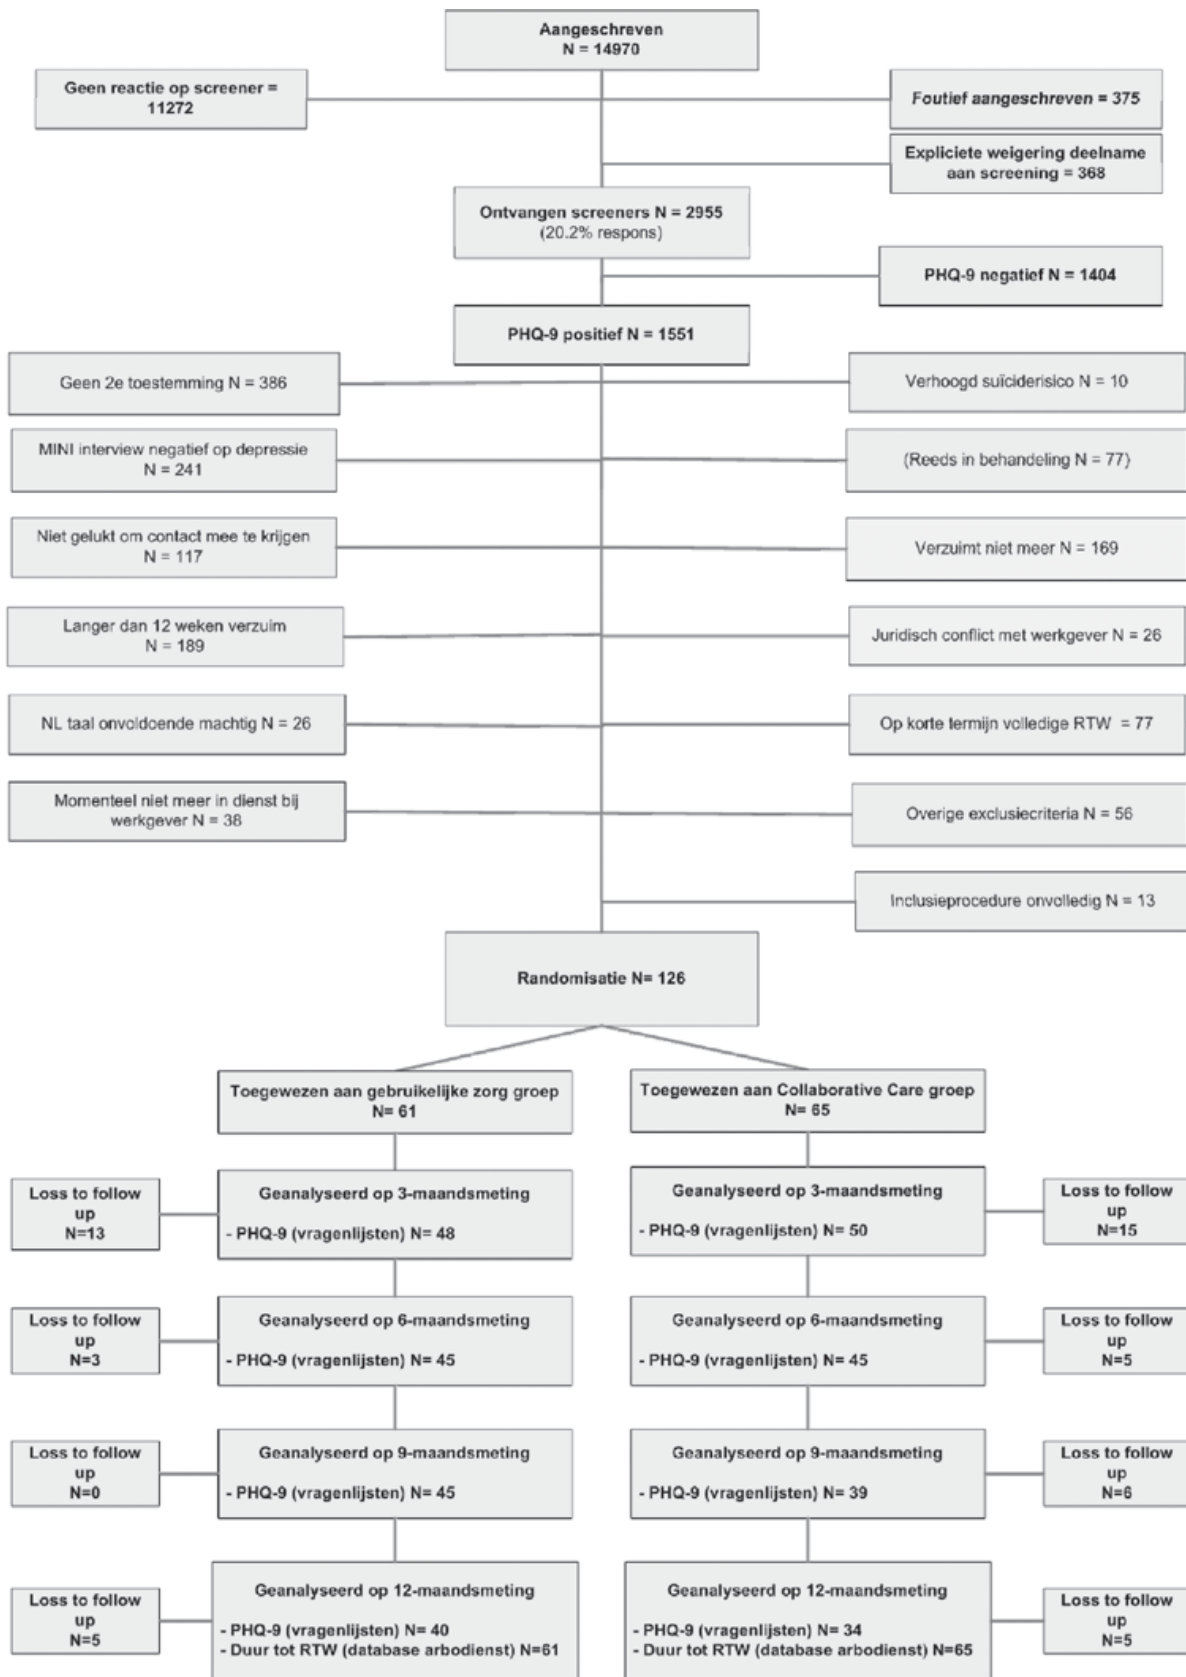 Aangeschreven
N = 14970
Geen reactie op screener =
11272
Foutief aangeschreven = 375
Expliciete weigering deelname
aan screening = 368
Ontvangen screeners N = 2955
(20.2% respons)
PHQ-9 negatief N = 1404
PHQ-9 positief N = 1551
Geen 2e toestemming N = 386
Verhoogd suïciderisico N = 10
MINI interview negatief op depressie
N = 241
(Reeds in behandeling N = 77)
Niet gelukt om contact mee te krijgen
N = 117
Verzuimt niet meer N = 169
Langer dan 12 weken verzuim
N = 189
Juridisch conflict met werkgever N = 26
NL taal onvoldoende machtig N = 26
Op korte termijn volledige RTW = 77
Momenteel niet meer in dienst bij
werkgever N = 38
Overige exclusiecriteria N = 56
Inclusieprocedure onvolledig N = 13
Randomisatie N= 126
Toegewezen aan gebruikelijke zorg groep
N= 61
Toegewezen aan Collaborative Care groep
N= 65
Loss to follow
up
N=13
Geanalyseerd op 3-maandsmeting
- PHQ-9 (vragenlijsten) N= 48
Geanalyseerd op 3-maandsmeting
- PHQ-9 (vragenlijsten) N= 50
Loss to follow
up
N=15
Loss to follow
up
N=3
Geanalyseerd op 6-maandsmeting
- PHQ-9 (vragenlijsten) N= 45
Geanalyseerd op 6-maandsmeting
- PHQ-9 (vragenlijsten) N= 45
Loss to follow
up
N=5
Loss to follow
up
N=0
Geanalyseerd op 9-maandsmeting
- PHQ-9 (vragenlijsten) N= 45
Geanalyseerd op 9-maandsmeting
- PHQ-9 (vragenlijsten) N= 39
Loss to follow
up
N=6
Loss to follow
up
N=5
Geanalyseerd op 12-maandsmeting
- PHQ-9 (vragenlijsten) N= 40
- Duur tot RTW (database arbodienst) N=61
Geanalyseerd op 12-maandsmeting
- PHQ-9 (vragenlijsten) N= 34
- Duur tot RTW (database arbodienst) N=65
Loss to follow
up
N=5